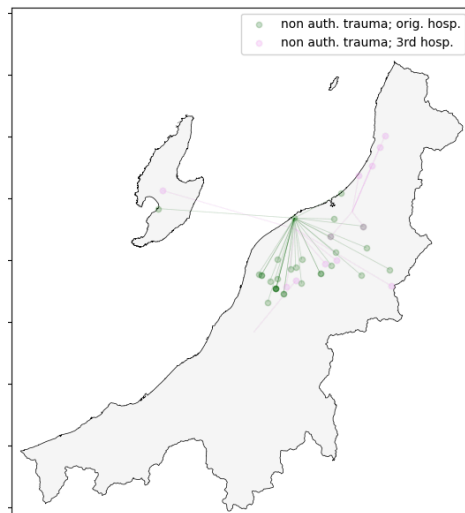 non auth. trauma; orig. hosp.
non auth. trauma; 3rd hosp.